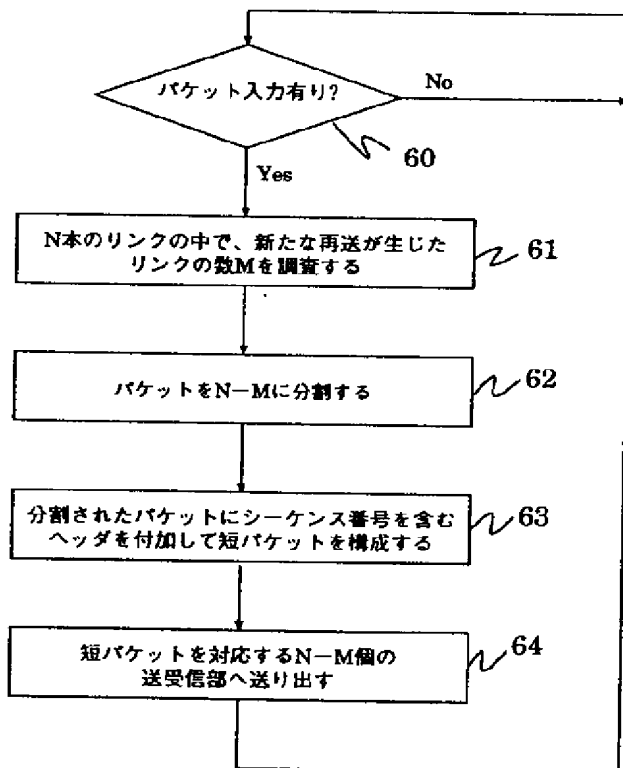 パケット入力有り?
No
60
Yes
N本のリンクの中で、新たな再送が生じた
リンクの数Mを調査する
61
パケットをN－Mに分割する
62
分割されたパケットにシーケンス番号を含む
ヘッダを付加して短パケットを構成する
63
短パケットを対応するN－M個の
送受信部へ送り出す
64